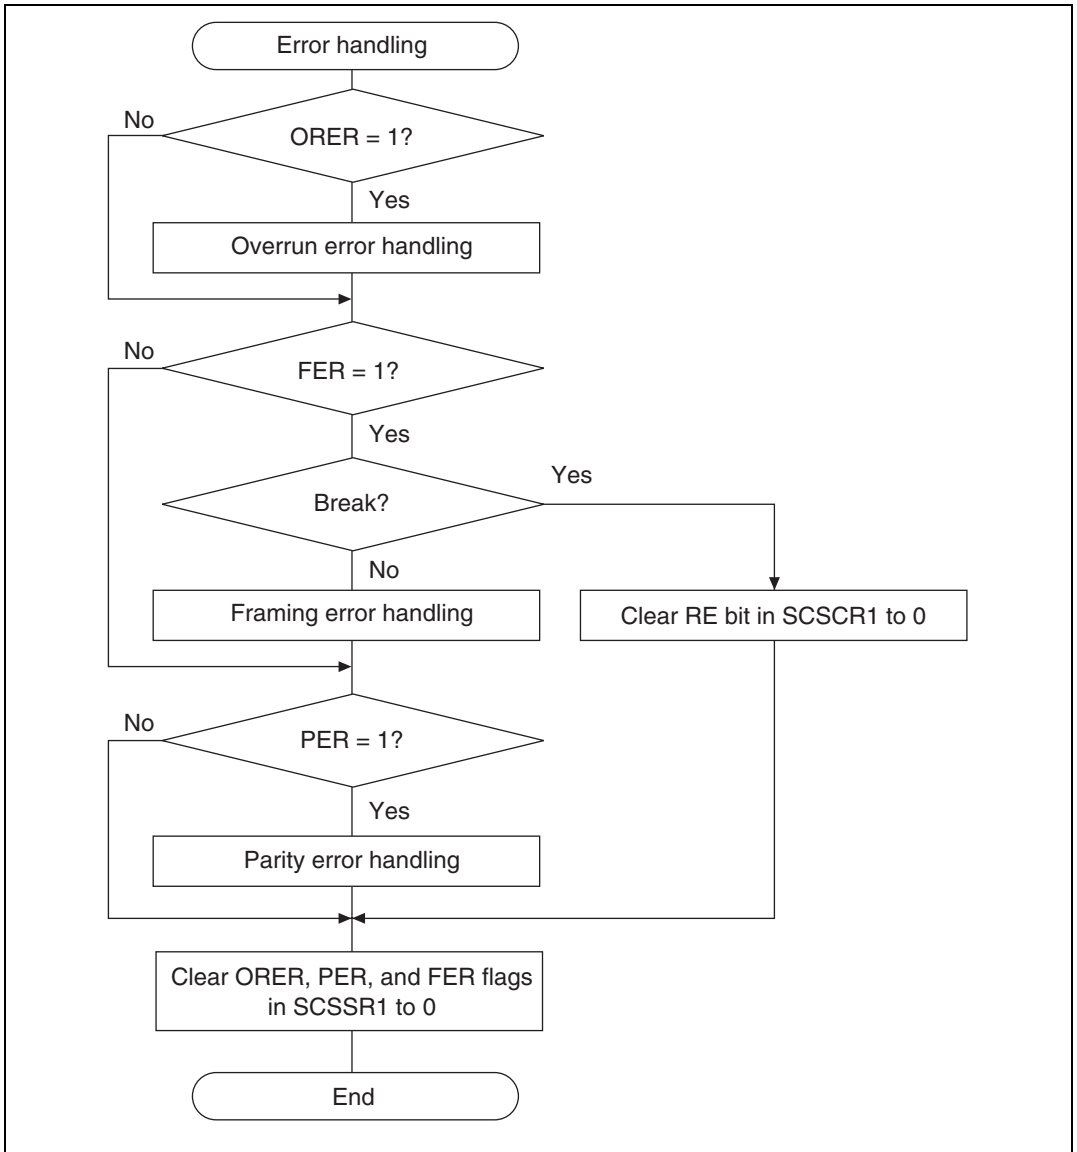 Error handling
No
ORER = 1?
Yes
Overrun error handling
No
FER = 1?
Yes
Break?
Yes
No
Framing error handling
Clear RE bit in SCSCR1 to 0
No
PER = 1?
Yes
Parity error handling
Clear ORER, PER, and FER flags
in SCSSR1 to 0
End